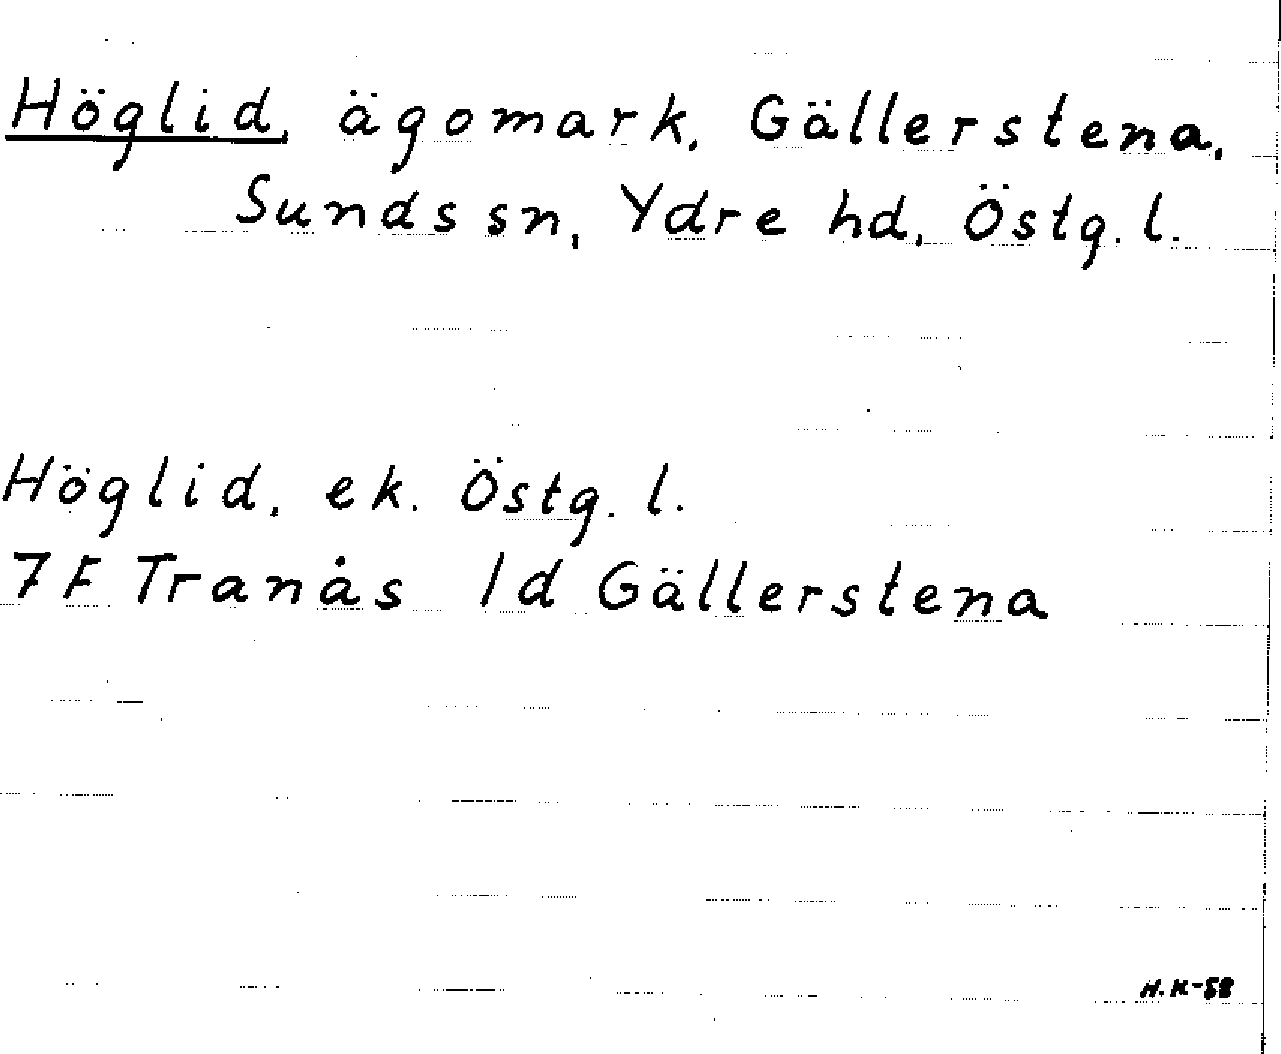 Höglid, ägomark, Gällerstena,
Sunds sn, Ydre hd, Östg. l.
Höglid, ek. Östg. l.
7F Tranås 1d Gällerstena
H.K-58